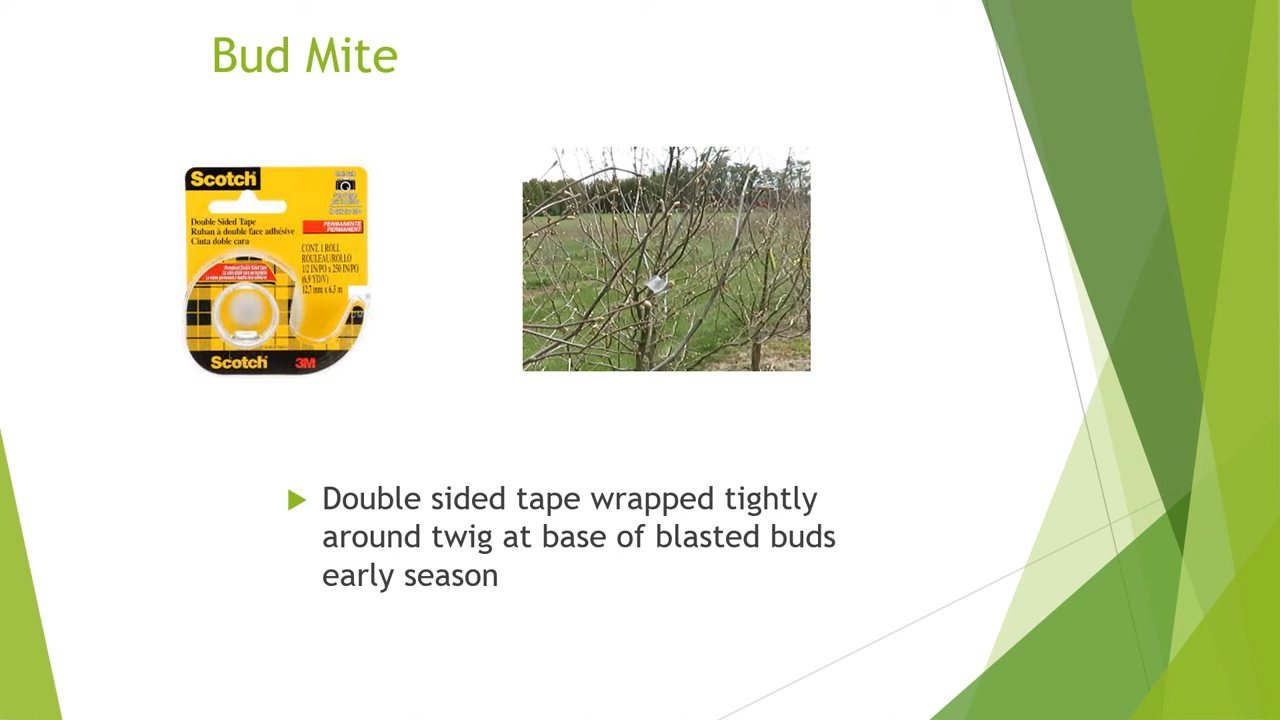 Bud Mite
Scotch
Double Sided Tape
Ruban à double face adhésive
Cinta doble cara
PERMANENTE
PERMANENT
CONT. 1 ROLL
ROULEAU/ROLLO
1/2 IN/PO x 250 IN/PO
(6.9 YD/V)
12,7 mm x 6,3 m
Scotch 3M
Double sided tape wrapped tightly
around twig at base of blasted buds
early season